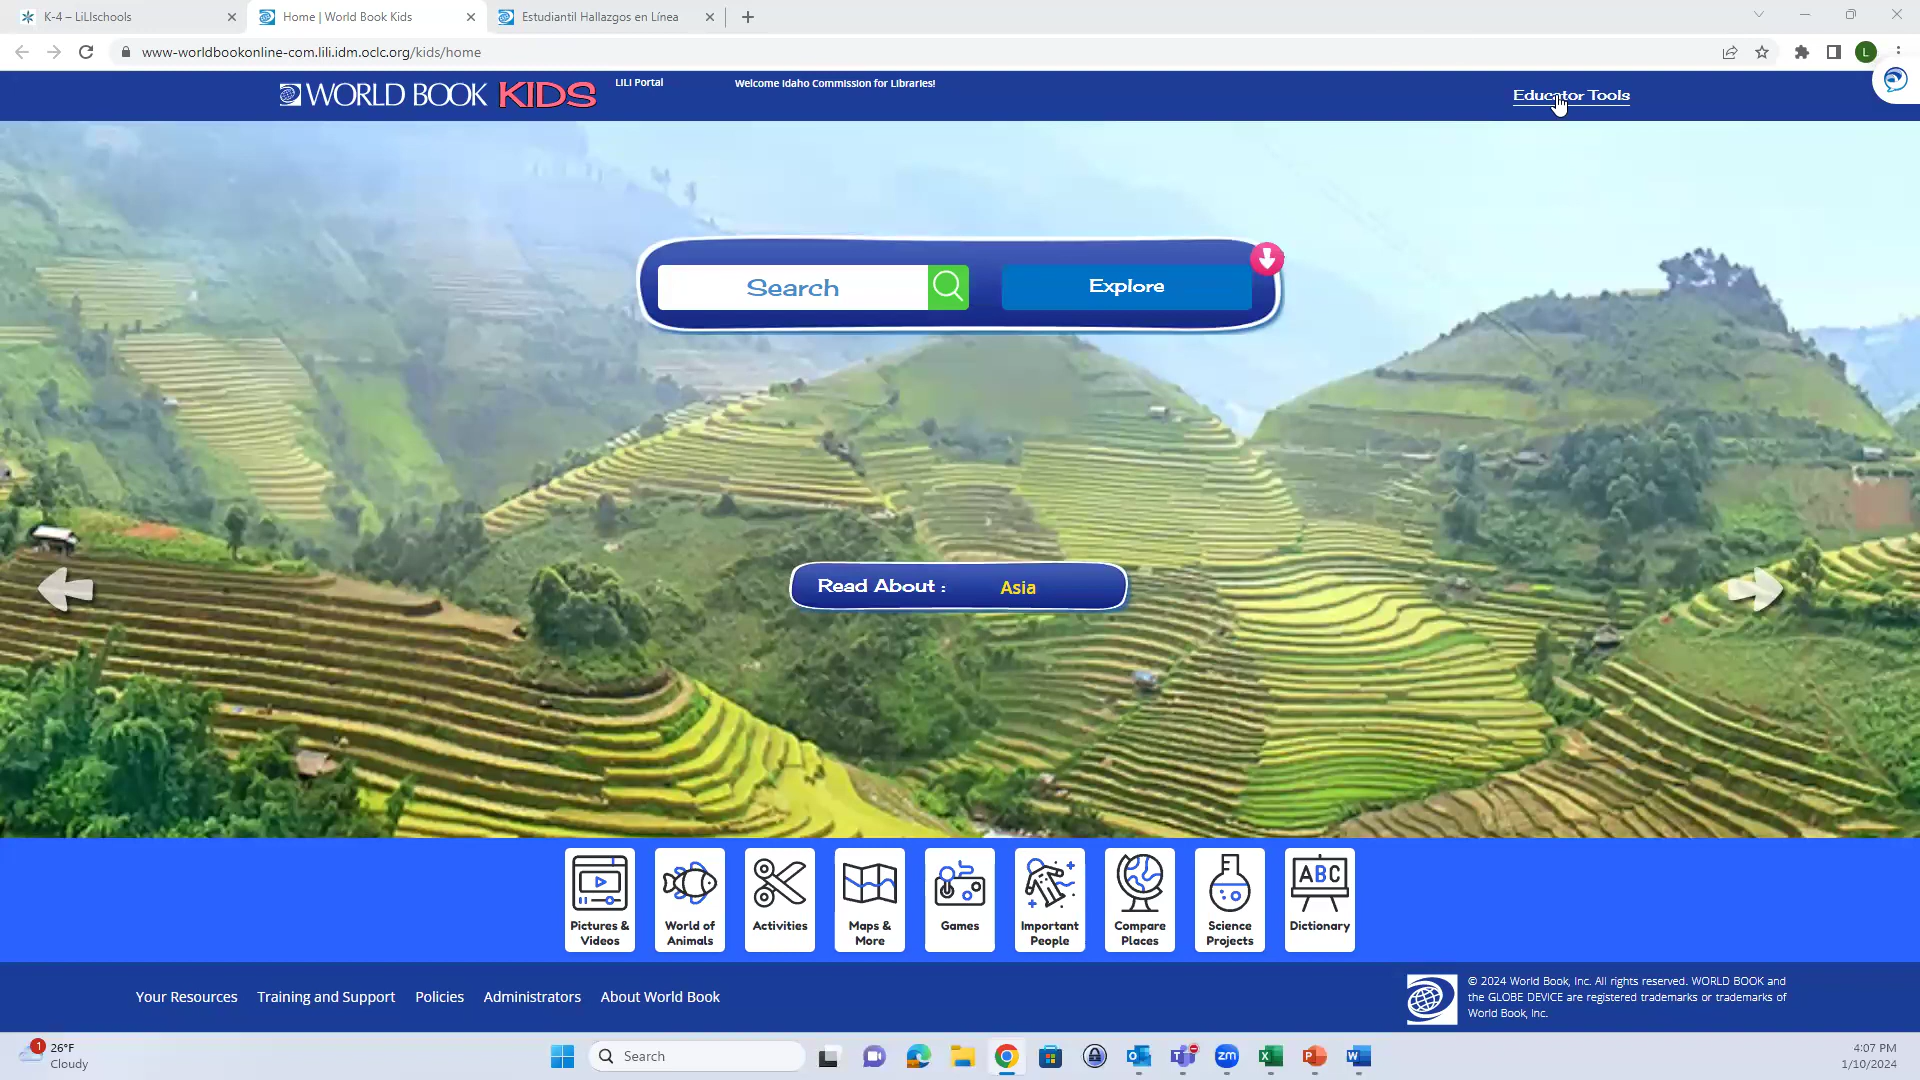 K-4 – LiLIschools
Home | World Book Kids
Estudiantil Hallazgos en Línea
www-worldbookonline-com.lili.idm.oclc.org/kids/home
L
WORLD BOOK KIDS
LiLI Portal
Welcome Idaho Commission for Libraries!
Educator Tools
Search
Explore
Read About :
Asia
Pictures &
Videos
World of
Animals
Activities
Maps &
More
Games
Important
People
Compare
Places
Science
Projects
ABC
Dictionary
Your Resources
Training and Support
Policies
Administrators
About World Book
© 2024 World Book, Inc. All rights reserved. WORLD BOOK and
the GLOBE DEVICE are registered trademarks or trademarks of
World Book, Inc.
1
26°F
Cloudy
Search
zm
4:07 PM
1/10/2024